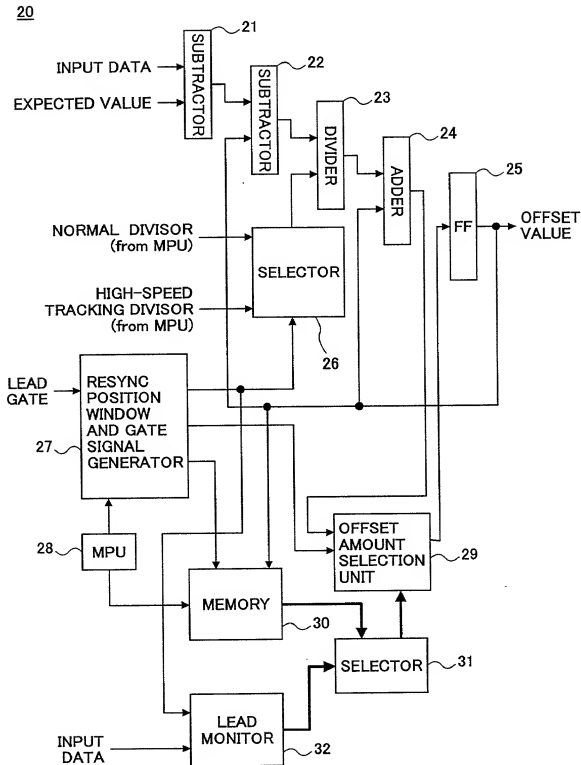 20
21
SUBTRACTOR
INPUT DATA
EXPECTED VALUE
22
SUBTRACTOR
23
DIVIDER
24
ADDER
25
FF
OFFSET
VALUE
NORMAL DIVISOR
(from MPU)
HIGH-SPEED
TRACKING DIVISOR
(from MPU)
SELECTOR
26
LEAD
GATE
RESYNC
POSITION
WINDOW
AND GATE
SIGNAL
GENERATOR
27
28
MPU
OFFSET
AMOUNT
SELECTION
UNIT
29
MEMORY
30
SELECTOR
31
LEAD
MONITOR
32
INPUT
DATA